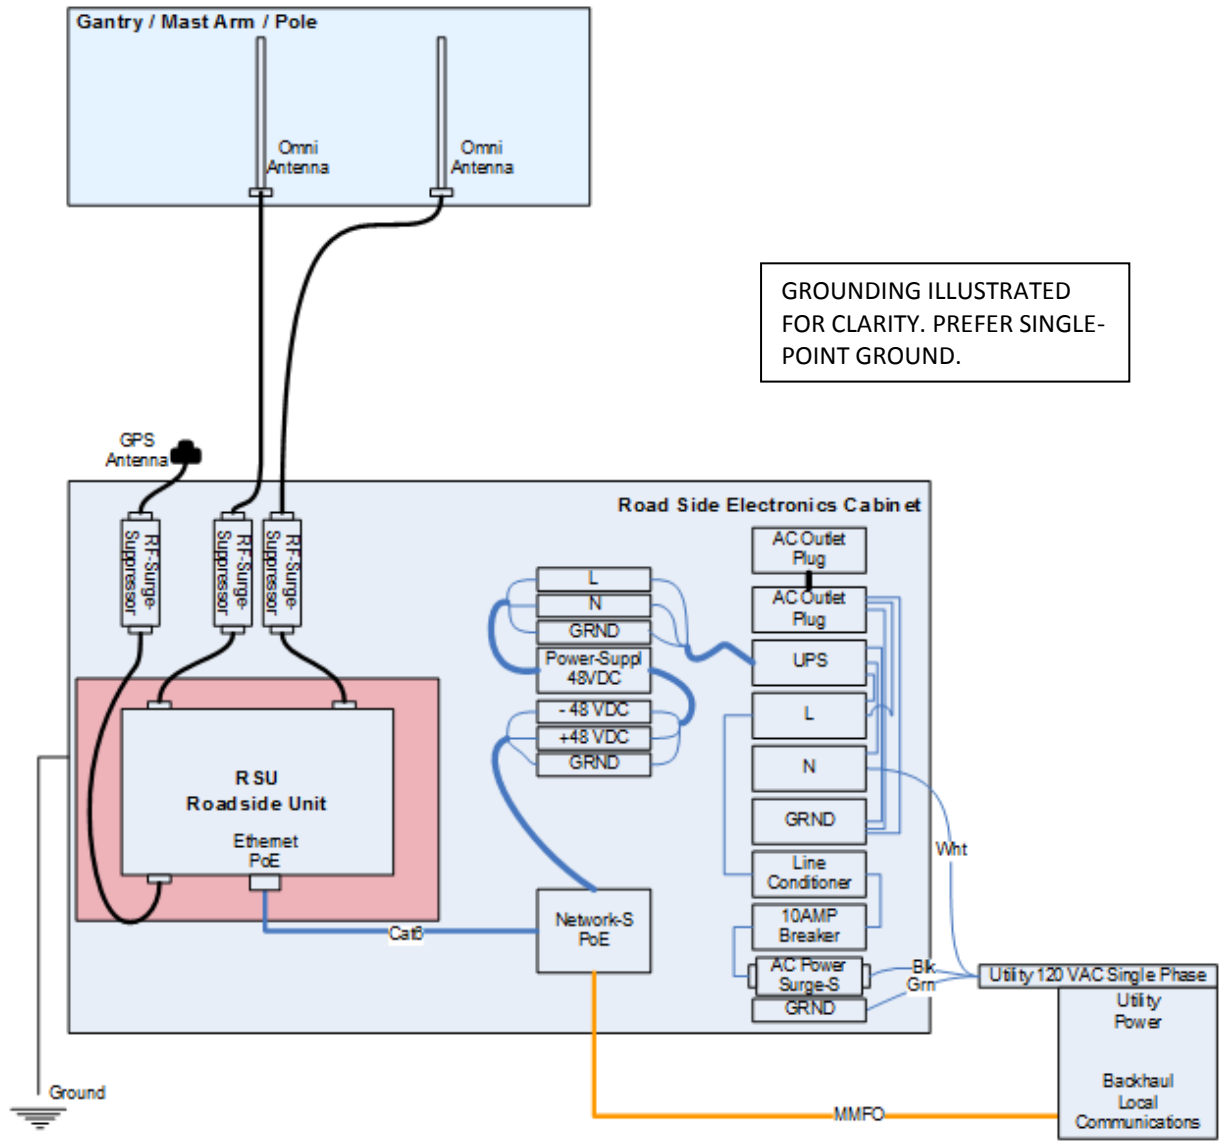 Gantry / Mast Arm / Pole
Omni
Antenna
Omni
Antenna
GROUNDING ILLUSTRATED
FOR CLARITY. PREFER SINGLE-
POINT GROUND.
GPS
Antenna
Road Side Electronics Cabinet
RF-Surge-
Suppressor
RF-Surge-
Suppressor
RF-Surge-
Suppressor
L
N
GRND
Power-Suppl
48VDC
- 48 VDC
+48 VDC
GRND
AC Outlet
Plug
AC Outlet
Plug
UPS
L
N
GRND
Line
Conditioner
10AMP
Breaker
AC Power
Surge-S
GRND
RSU
Roadside Unit
Ethernet
PoE
Cat6
Network-S
PoE
Wht
Blk
Grn
Utility 120 VAC Single Phase
Utility
Power
Backhaul
Local
Communications
MMFO
Ground